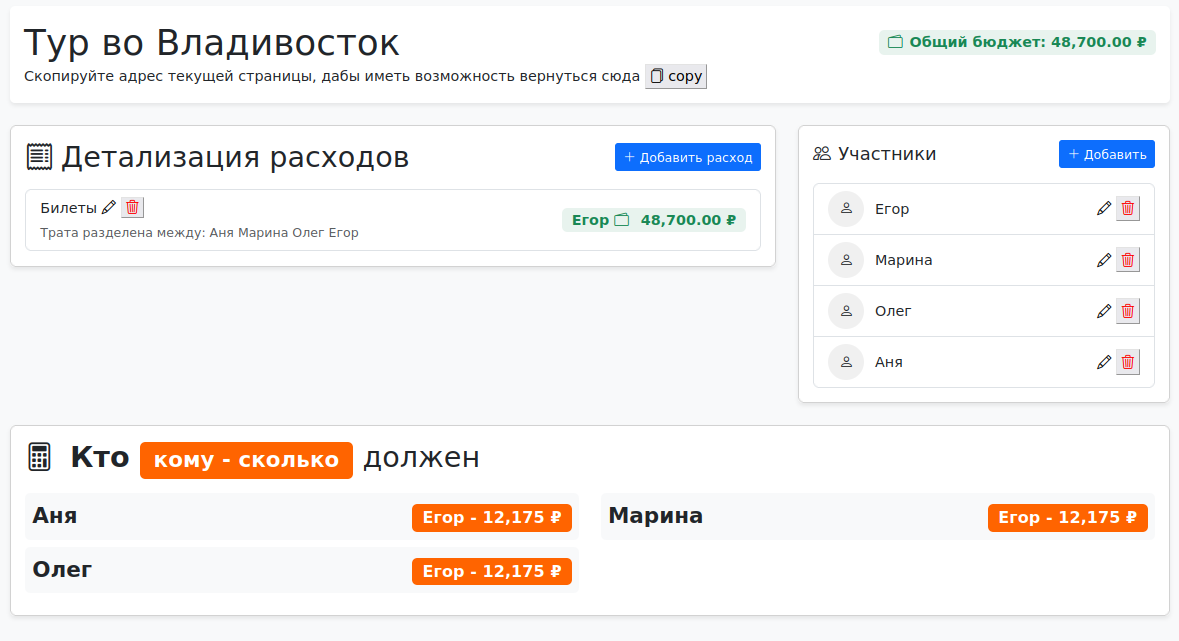 Тур во Владивосток
Общий бюджет: 48,700.00 ₽
Скопируйте адрес текущей страницы, дабы иметь возможность вернуться сюда copy
Детализация расходов
+ Добавить расход
Билеты
Трата разделена между: Аня Марина Олег Егор
Егор 48,700.00 ₽
Участники
+ Добавить
Егор
Марина
Олег
Аня
Кто кому - сколько должен
Аня Егор - 12,175 ₽
Марина Егор - 12,175 ₽
Олег Егор - 12,175 ₽